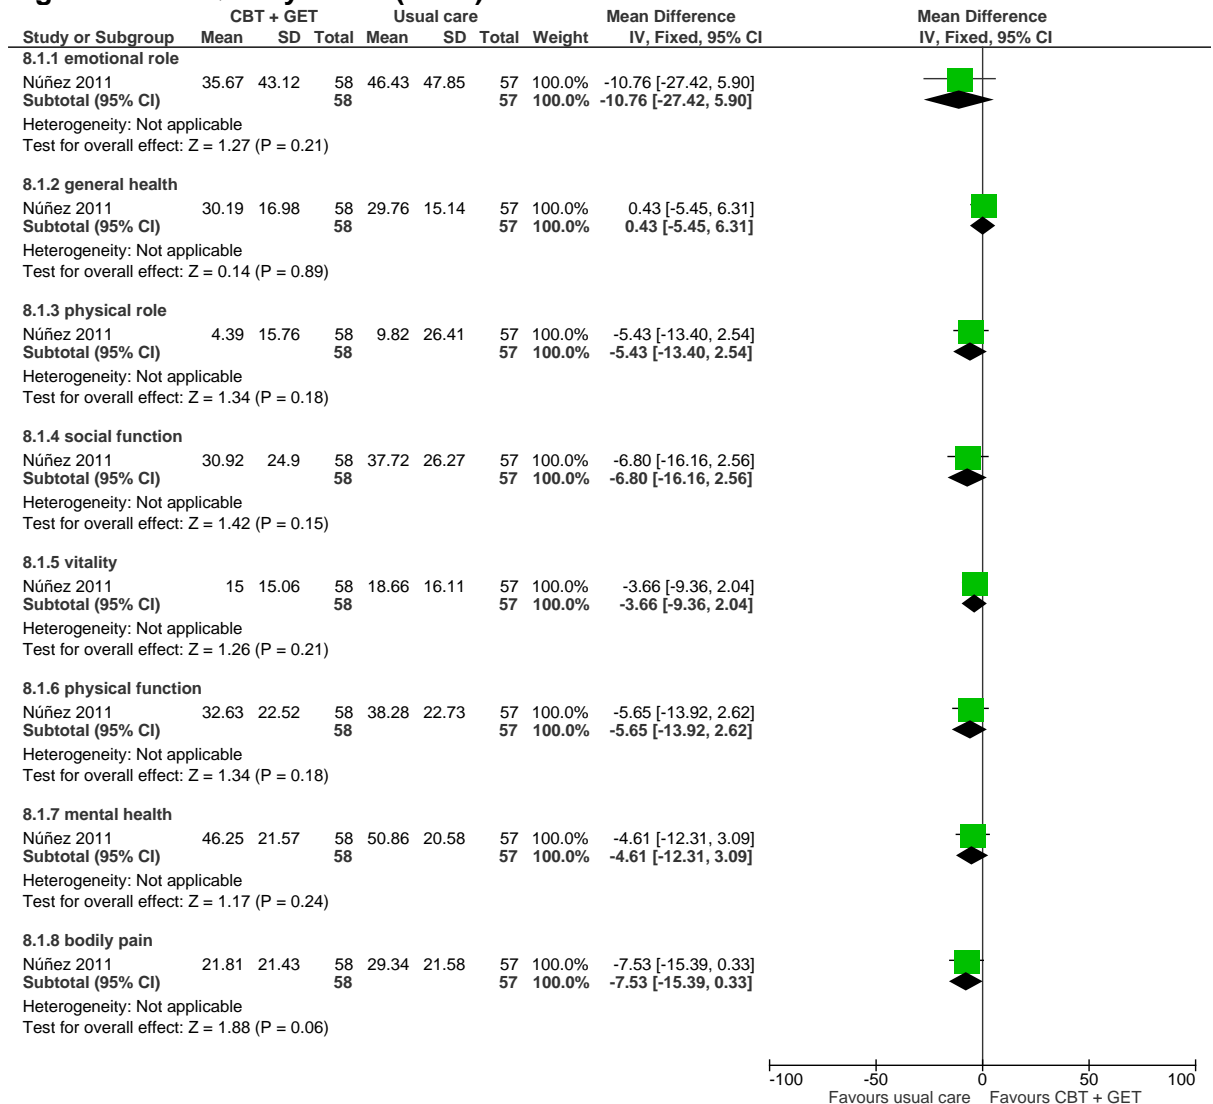 CBT + GET Usual care Mean Difference Mean Difference
Study or Subgroup Mean SD Total Mean SD Total Weight IV, Fixed, 95% CI IV, Fixed, 95% CI
8.1.1 emotional role
Núñez 2011 35.67 43.12 58 46.43 47.85 57 100.0% -10.76 [-27.42, 5.90]
Subtotal (95% CI) 58 57 100.0% -10.76 [-27.42, 5.90]
Heterogeneity: Not applicable
Test for overall effect: Z = 1.27 (P = 0.21)
8.1.2 general health
Núñez 2011 30.19 16.98 58 29.76 15.14 57 100.0% 0.43 [-5.45, 6.31]
Subtotal (95% CI) 58 57 100.0% 0.43 [-5.45, 6.31]
Heterogeneity: Not applicable
Test for overall effect: Z = 0.14 (P = 0.89)
8.1.3 physical role
Núñez 2011 4.39 15.76 58 9.82 26.41 57 100.0% -5.43 [-13.40, 2.54]
Subtotal (95% CI) 58 57 100.0% -5.43 [-13.40, 2.54]
Heterogeneity: Not applicable
Test for overall effect: Z = 1.34 (P = 0.18)
8.1.4 social function
Núñez 2011 30.92 24.9 58 37.72 26.27 57 100.0% -6.80 [-16.16, 2.56]
Subtotal (95% CI) 58 57 100.0% -6.80 [-16.16, 2.56]
Heterogeneity: Not applicable
Test for overall effect: Z = 1.42 (P = 0.15)
8.1.5 vitality
Núñez 2011 15 15.06 58 18.66 16.11 57 100.0% -3.66 [-9.36, 2.04]
Subtotal (95% CI) 58 57 100.0% -3.66 [-9.36, 2.04]
Heterogeneity: Not applicable
Test for overall effect: Z = 1.26 (P = 0.21)
8.1.6 physical function
Núñez 2011 32.63 22.52 58 38.28 22.73 57 100.0% -5.65 [-13.92, 2.62]
Subtotal (95% CI) 58 57 100.0% -5.65 [-13.92, 2.62]
Heterogeneity: Not applicable
Test for overall effect: Z = 1.34 (P = 0.18)
8.1.7 mental health
Núñez 2011 46.25 21.57 58 50.86 20.58 57 100.0% -4.61 [-12.31, 3.09]
Subtotal (95% CI) 58 57 100.0% -4.61 [-12.31, 3.09]
Heterogeneity: Not applicable
Test for overall effect: Z = 1.17 (P = 0.24)
8.1.8 bodily pain
Núñez 2011 21.81 21.43 58 29.34 21.58 57 100.0% -7.53 [-15.39, 0.33]
Subtotal (95% CI) 58 57 100.0% -7.53 [-15.39, 0.33]
Heterogeneity: Not applicable
Test for overall effect: Z = 1.88 (P = 0.06)
-100 -50 0 50 100
Favours usual care Favours CBT + GET